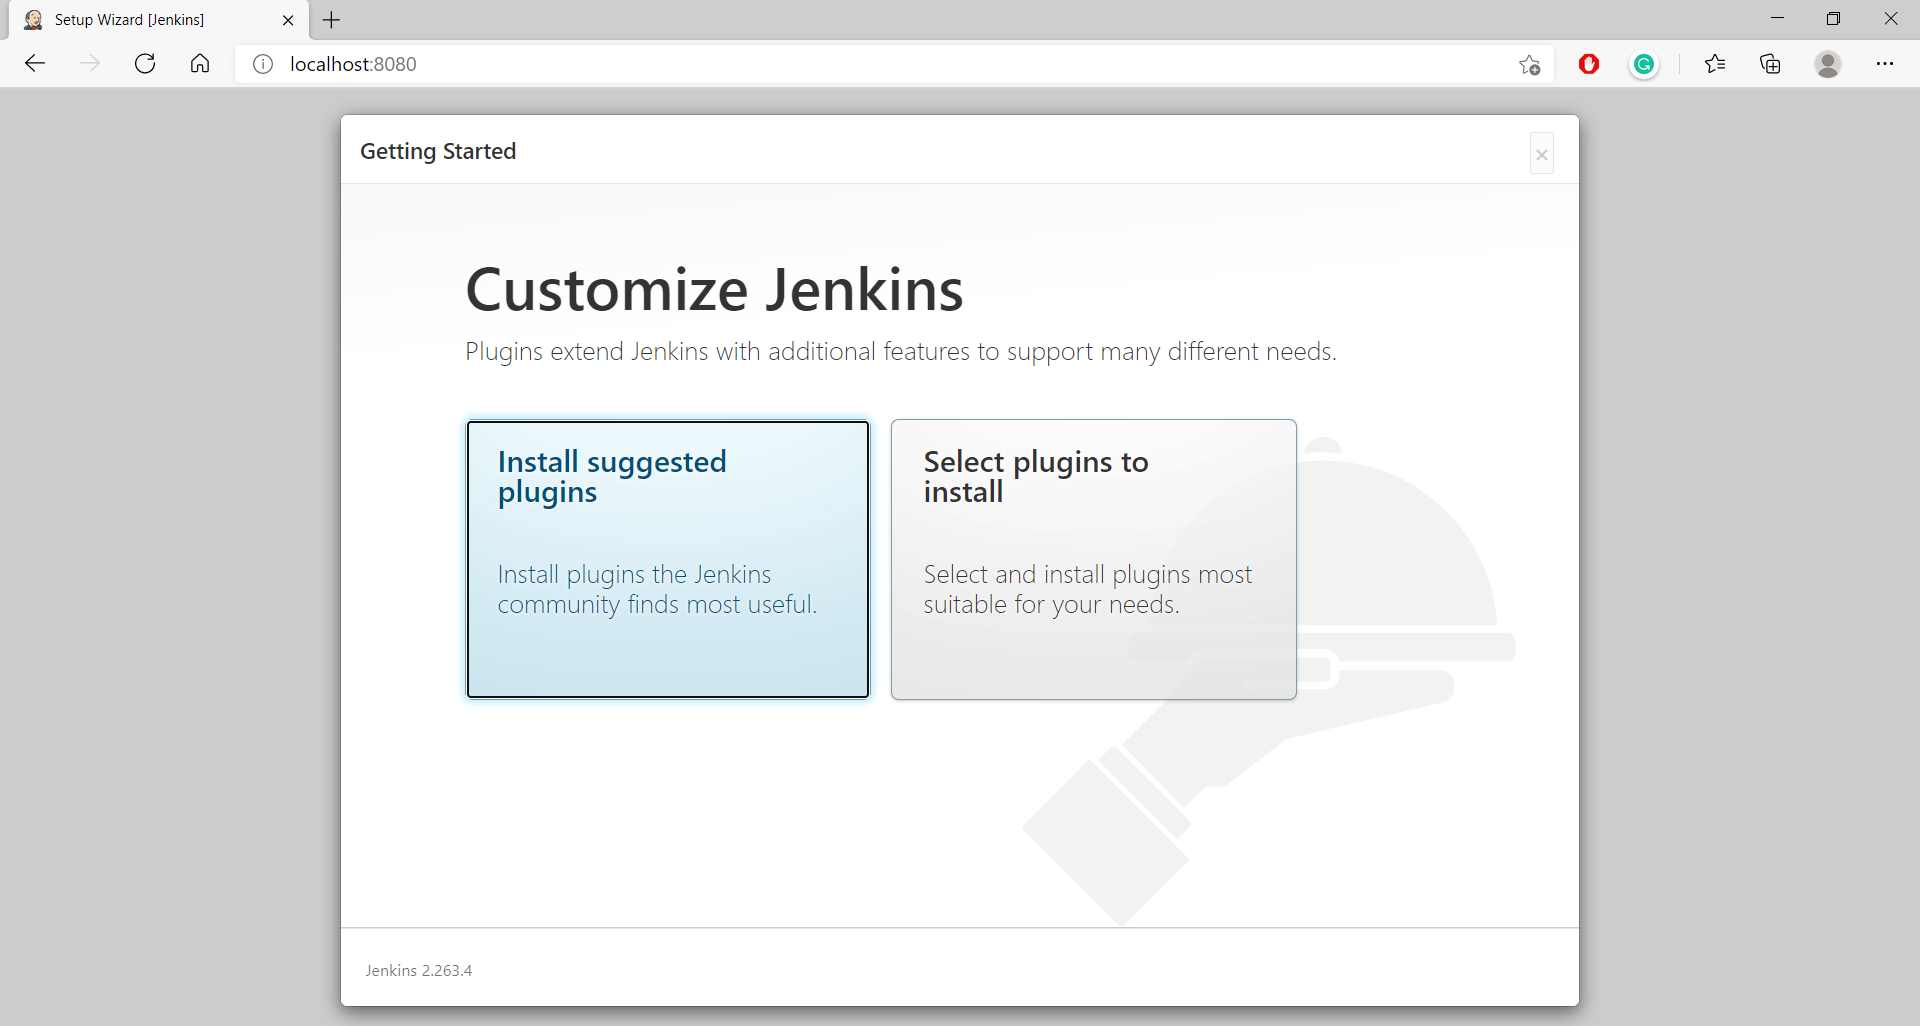 Setup Wizard [Jenkins]
localhost:8080
Getting Started
Customize Jenkins
Plugins extend Jenkins with additional features to support many different needs.
Install suggested
plugins
Install plugins the Jenkins
community finds most useful.
Select plugins to
install
Select and install plugins most
suitable for your needs.
Jenkins 2.263.4